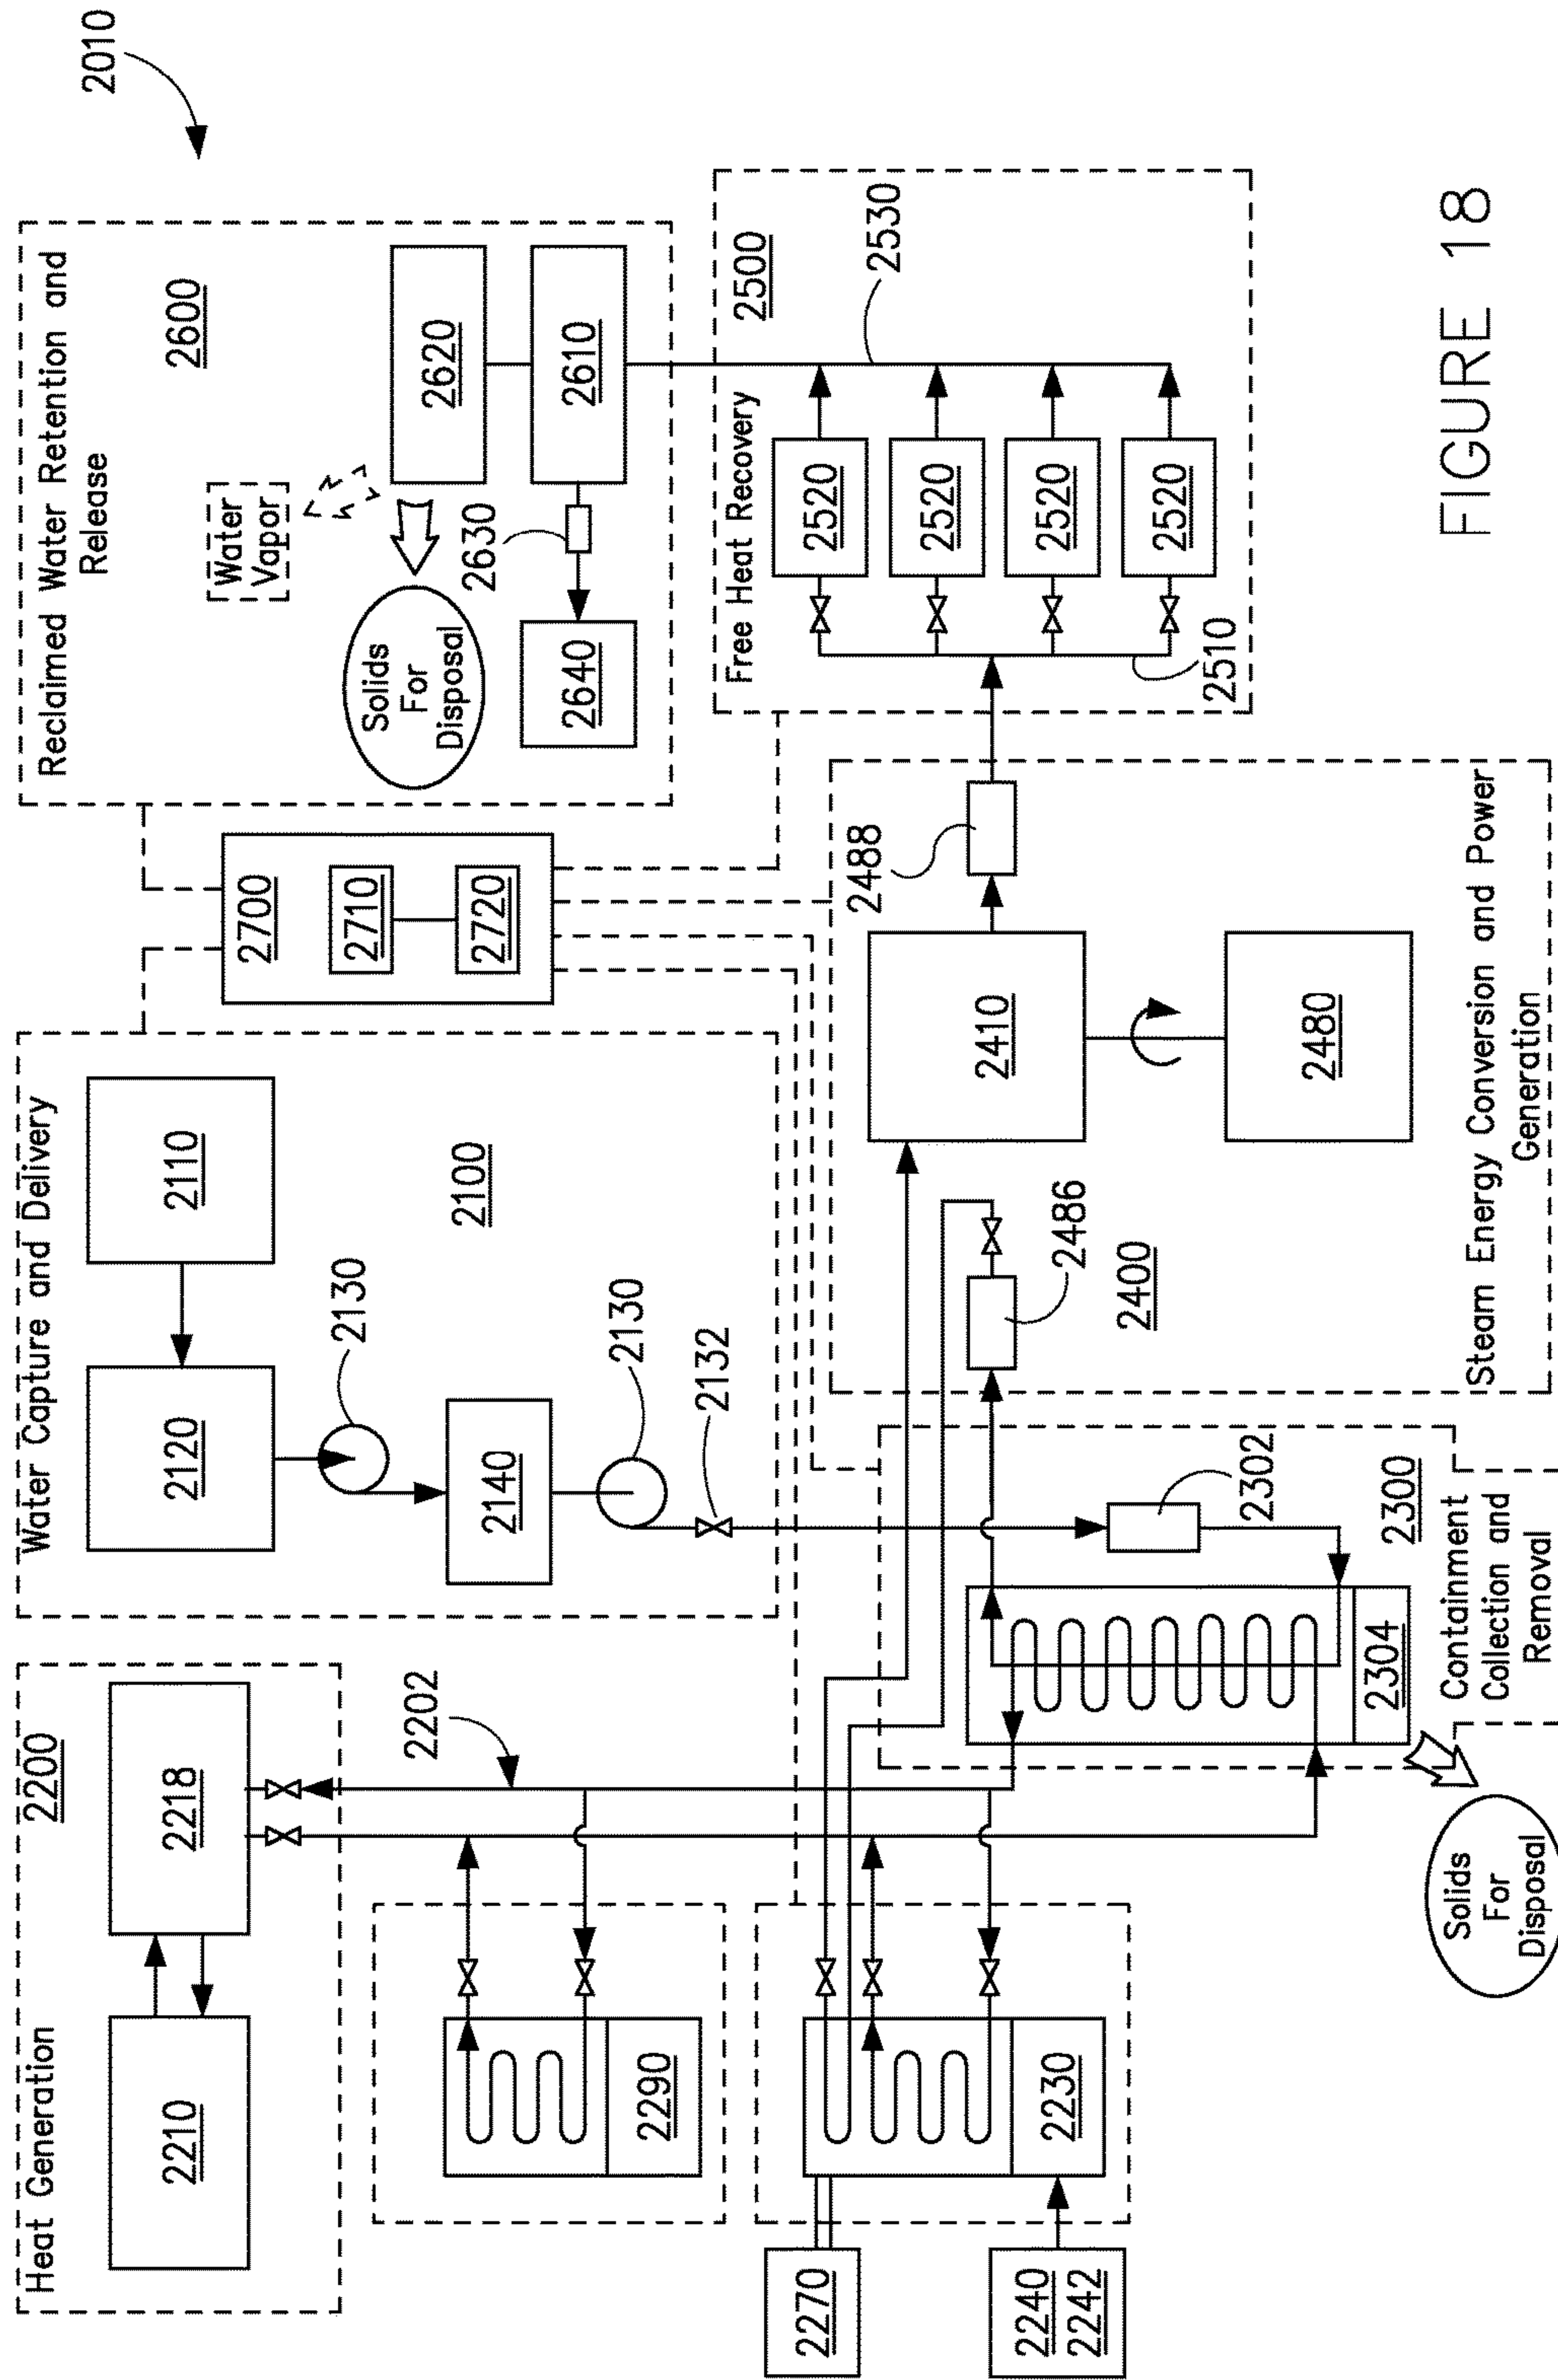 Heat Generation
2200
2210
2218
2202
2290
2270
2240
2242
2230
Water Capture and Delivery
2110
2120
2130
2140
2130
2132
2100
Containment
Collection and
Removal
2300
2302
2304
Solids
For
Disposal
2700
2710
2720
Steam Energy Conversion and Power
Generation
2400
2486
2410
2480
2488
Free Heat Recovery
2500
2510
2520
2520
2520
2520
2530
Reclaimed Water Retention and
Release
2600
Water
Vapor
2620
2610
2630
2640
Solids
For
Disposal
2010
FIGURE 18